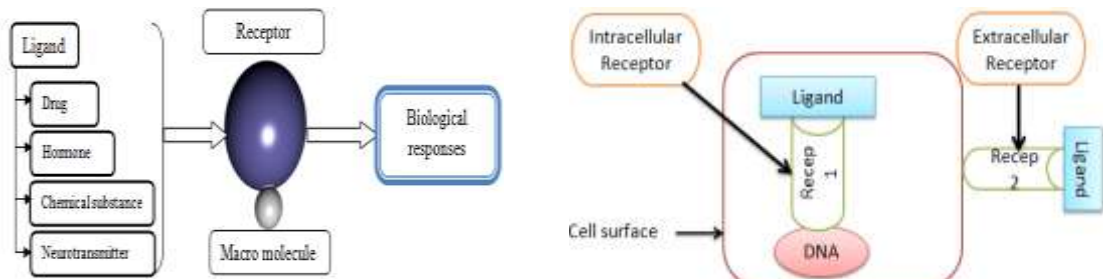 Ligand
Drug
Hormone
Chemical substance
Neurotransmitter
Receptor
Macro molecule
Biological
responses
Intracellular
Receptor
Extracellular
Receptor
Ligand
Recep
1
DNA
Cell surface
Recep
2
Ligand